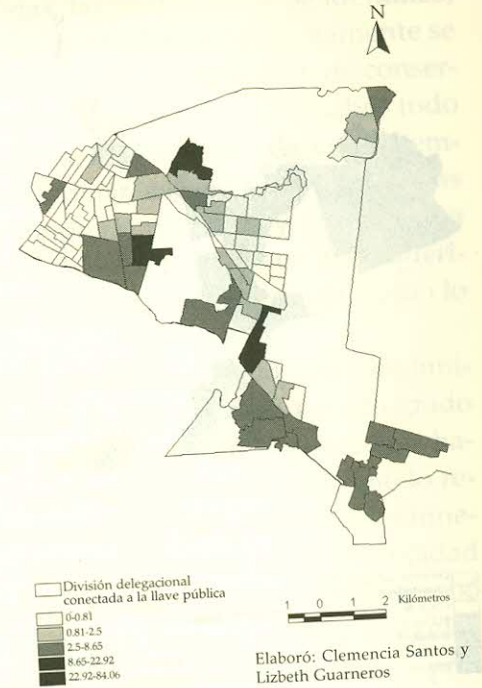 N
División delegacional
conectada a la llave pública
0-0.81
0.81-2.5
2.5-8.65
8.65-22.92
22.92-84.06
1 0 1 2 Kilómetros
Elaboró: Clemencia Santos y
Lizbeth Guarneros